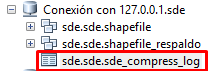 Conexión con 127.0.0.1.sde
sde.sde.shapefile
sde.sde.shapefile_respaldo
sde.sde.sde_compress_log